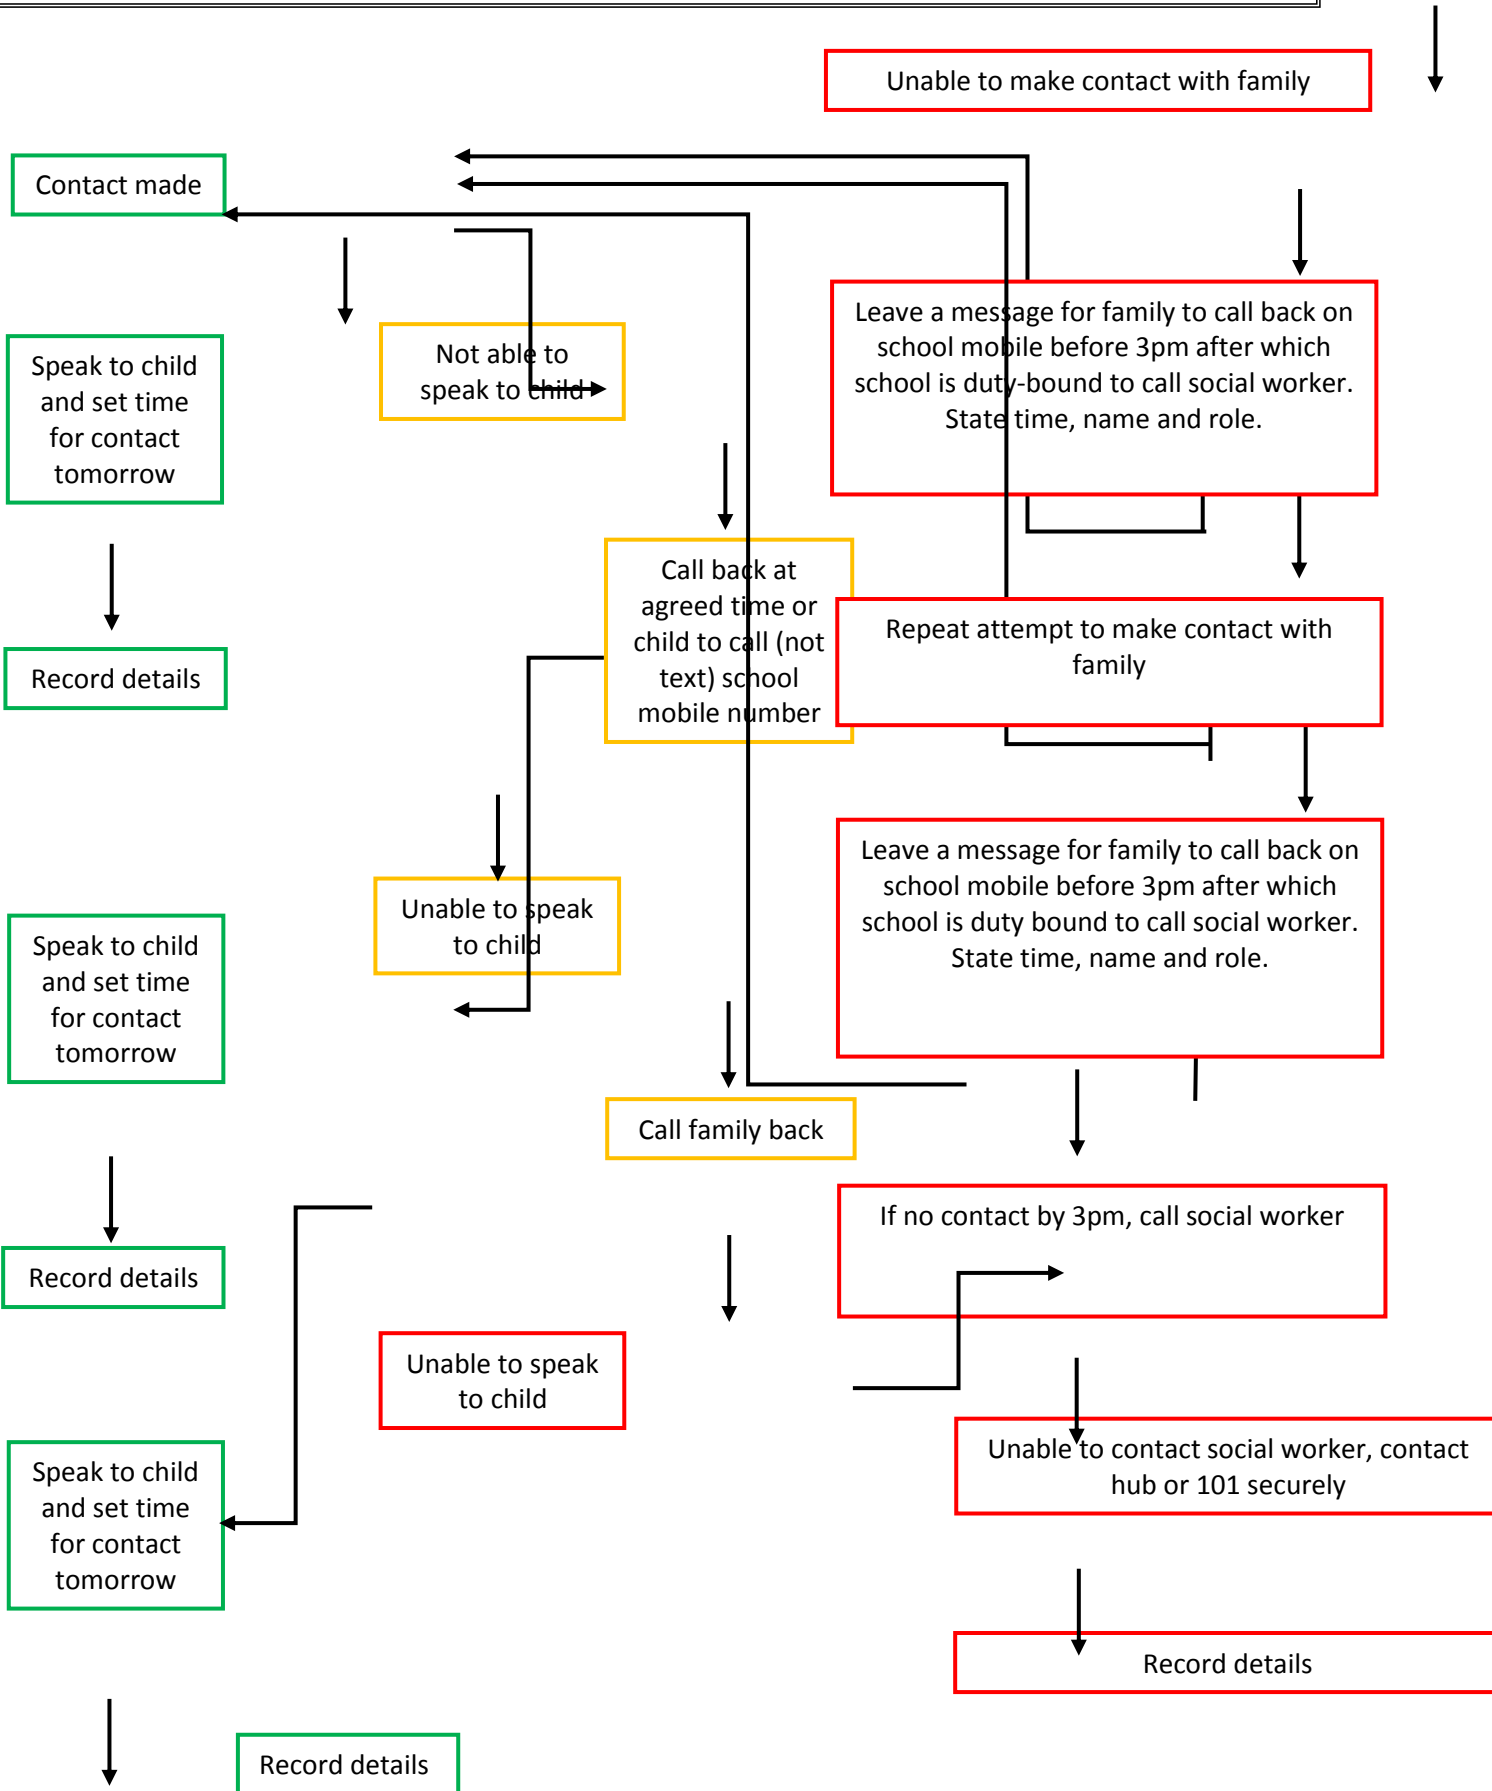 Unable to make contact with family
Contact made
Leave a message for family to call back on
school mobile before 3pm after which
school is duty-bound to call social worker.
State time, name and role.
Not able to
speak to child
Speak to child
and set time
for contact
tomorrow
Call back at
agreed time or
child to call (not
text) school
mobile number
Repeat attempt to make contact with
family
Record details
Leave a message for family to call back on
school mobile before 3pm after which
school is duty bound to call social worker.
State time, name and role.
Unable to speak
to child
Speak to child
and set time
for contact
tomorrow
Call family back
If no contact by 3pm, call social worker
Record details
Unable to speak
to child
Unable to contact social worker, contact
hub or 101 securely
Speak to child
and set time
for contact
tomorrow
Record details
Record details